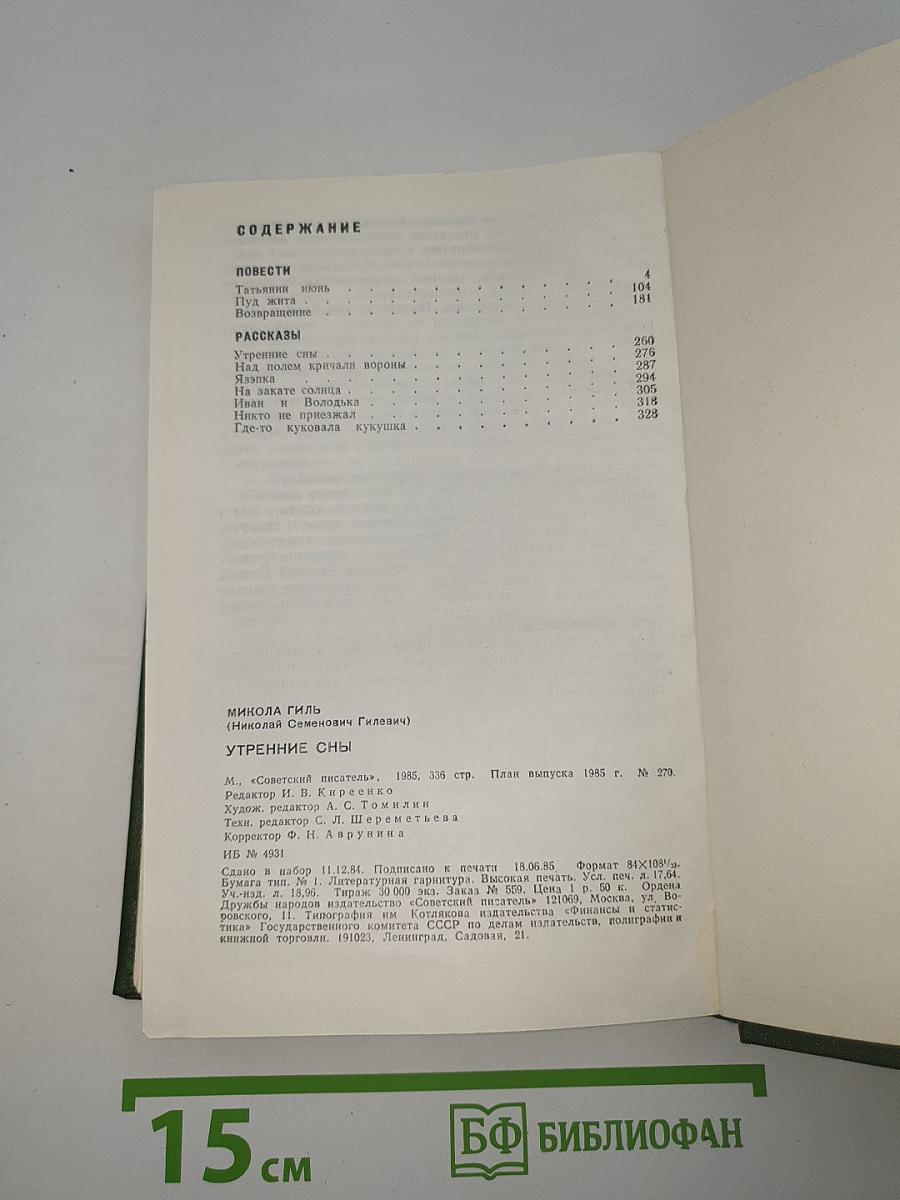 СОДЕРЖАНИЕ
ПОВЕСТИ
Татьянин июнь . . . . . . . . . . . . . 4
Пуд жита . . . . . . . . . . . . . . 104
Возвращение . . . . . . . . . . . . . 181
РАССКАЗЫ
Утренние сны . . . . . . . . . . . . . 260
Над полем кричали вороны . . . . . . . . . 276
Язэпка . . . . . . . . . . . . . . 287
На закате солнца . . . . . . . . . . . . 294
Иван и Володька . . . . . . . . . . . . 305
Никто не приезжал . . . . . . . . . . . 318
Где-то куковала кукушка . . . . . . . . . 328
МИКОЛА ГИЛЬ
(Николай Семенович Гилевич)
УТРЕННИЕ СНЫ
М., «Советский писатель», 1985, 336 стр. План выпуска 1985 г. № 270.
Редактор И. В. Киреенко
Худож. редактор А. С. Томилин
Техн. редактор С. Л. Шереметьева
Корректор Ф. Н. Аврунина
ИБ № 4931
Сдано в набор 11.12.84. Подписано к печати 18.06.85. Формат 84×108¹/₃₂.
Бумага тип. № 1. Литературная гарнитура. Высокая печать. Усл. печ. л. 17,64.
Уч.-изд. л. 18,96. Тираж 30 000 экз. Заказ № 559. Цена 1 р. 50 к. Ордена
Дружбы народов издательство «Советский писатель» 121069, Москва, ул. Во-
ровского, 11. Типография им Котлякова издательства «Финансы и статис-
тика» Государственного комитета СССР по делам издательств, полиграфии и
книжной торговли. 191023, Ленинград, Садовая, 21.
15 см
БФ БИБЛИОФАН